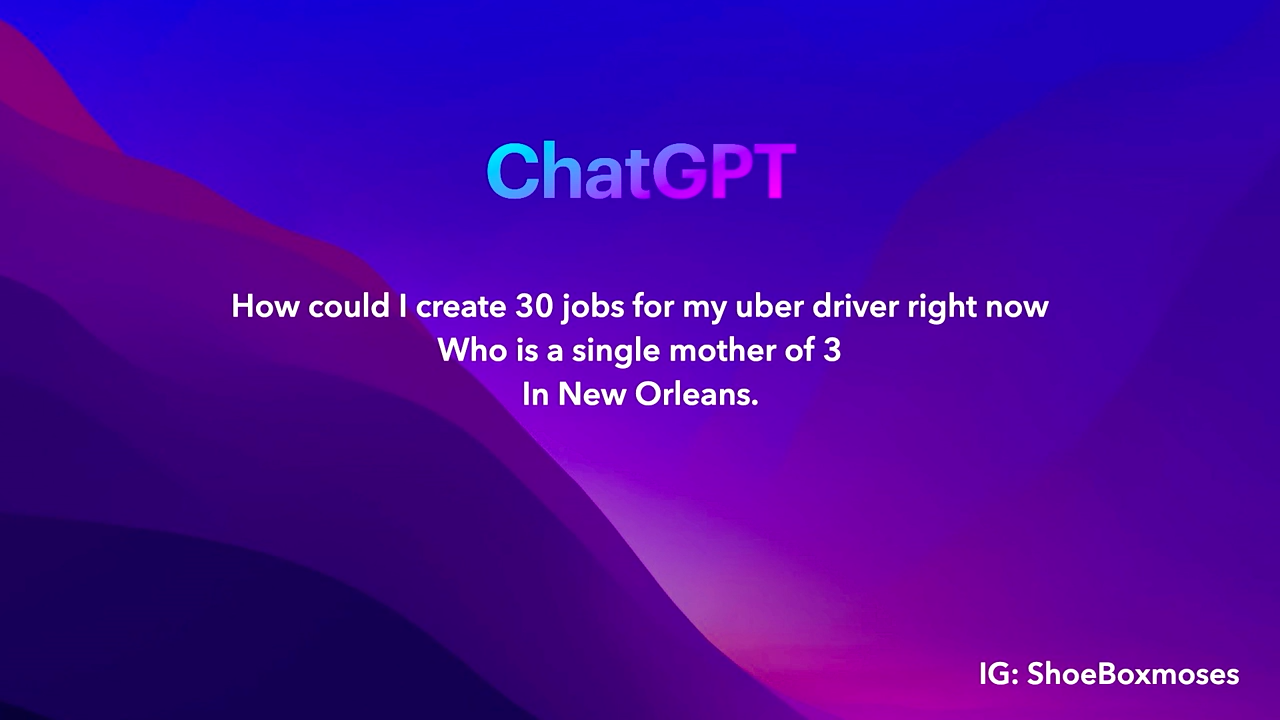 ChatGPT
How could I create 30 jobs for my uber driver right now
Who is a single mother of 3
In New Orleans.
IG: ShoeBoxmoses